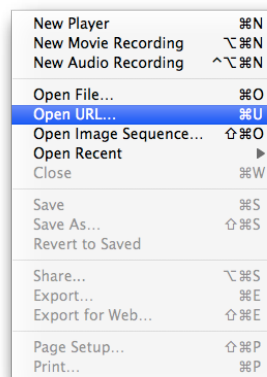 New Player ⌘N
New Movie Recording ⌥⌘N
New Audio Recording ^⌥⌘N
Open File... ⌘O
Open URL... ⌘U
Open Image Sequence... ⇧⌘O
Open Recent ▶
Close ⌘W
Save ⌘S
Save As... ⇧⌘S
Revert to Saved
Share... ⌥⌘S
Export... ⌘E
Export for Web... ⇧⌘E
Page Setup... ⇧⌘P
Print... ⌘P